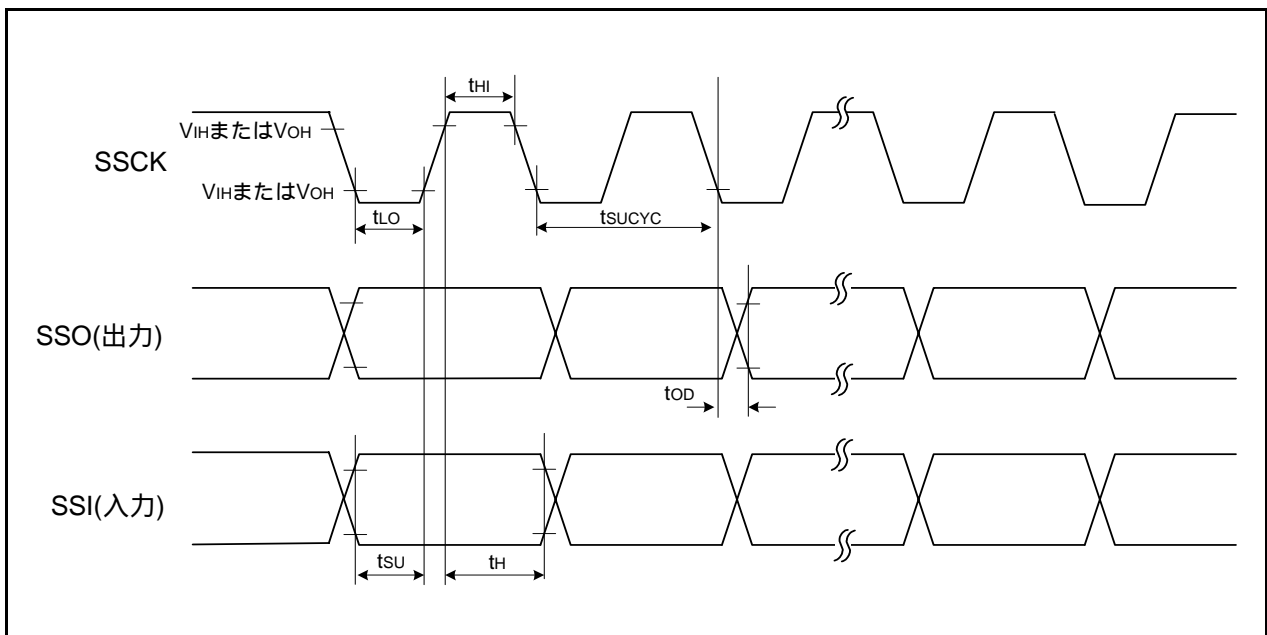 tHI
VIHまたはVOH
SSCK
VIHまたはVOH
tLO
tSUCYC
SSO(出力)
tOD
SSI(入力)
tSU
tH